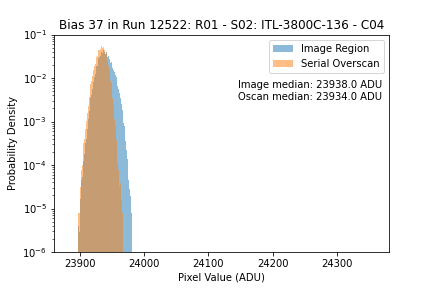 Bias 37 in Run 12522: R01 - S02: ITL-3800C-136 - C04
Image Region
Serial Overscan
Image median: 23938.0 ADU
Oscan median: 23934.0 ADU
Probability Density
10⁻¹
10⁻²
10⁻³
10⁻⁴
10⁻⁵
10⁻⁶
23900 24000 24100 24200 24300
Pixel Value (ADU)